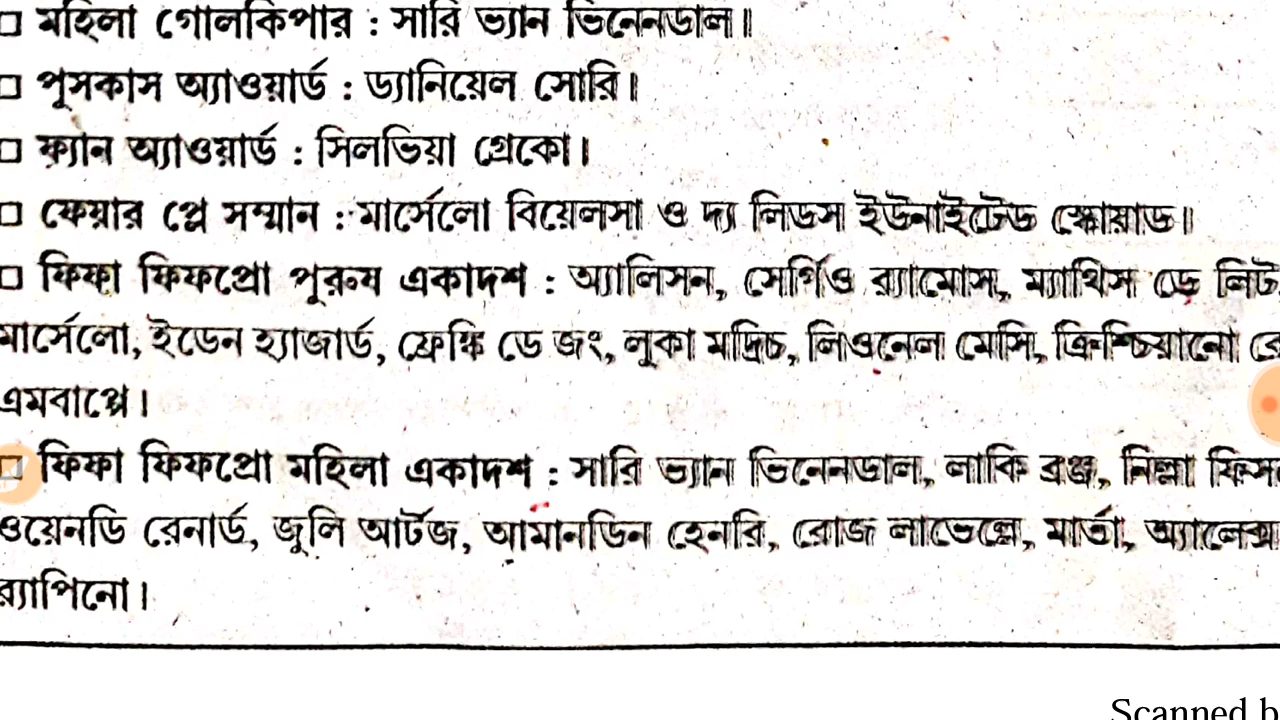 □ মহিলা গোলকিপার : সারি ভ্যান ভিনেনডাল॥
□ পুসকাস অ্যাওয়ার্ড : ড্যানিয়েল সোরি।
□ ফ্যান অ্যাওয়ার্ড : সিলভিয়া গ্রেকো।
□ ফেয়ার প্লে সম্মান : মার্সেলো বিয়েলসা ও দ্য লিডস ইউনাইটেড স্কোয়াড॥
□ ফিফা ফিফপ্রো পুরুষ একাদশ : অ্যালিসন, সের্গিও র‍্যামোস, ম্যাথিস ডে লিট
মার্সেলো, ইডেন হ্যাজার্ড, ফ্রেঙ্কি ডে জং, লুকা মদ্রিচ, লিওনেল মেসি, ক্রিশ্চিয়ানো
এমবাপ্পে।
□ ফিফা ফিফপ্রো মহিলা একাদশ : সারি ভ্যান ভিনেনডাল, লাকি ব্রঞ্জ, নিল্লা ফিস
ওয়েনডি রেনার্ড, জুলি আর্টজ, আমানডিন হেনরি, রোজ লাভেল্লে, মার্তা, অ্যালেক্স
র‍্যাপিনো।
Scanned b